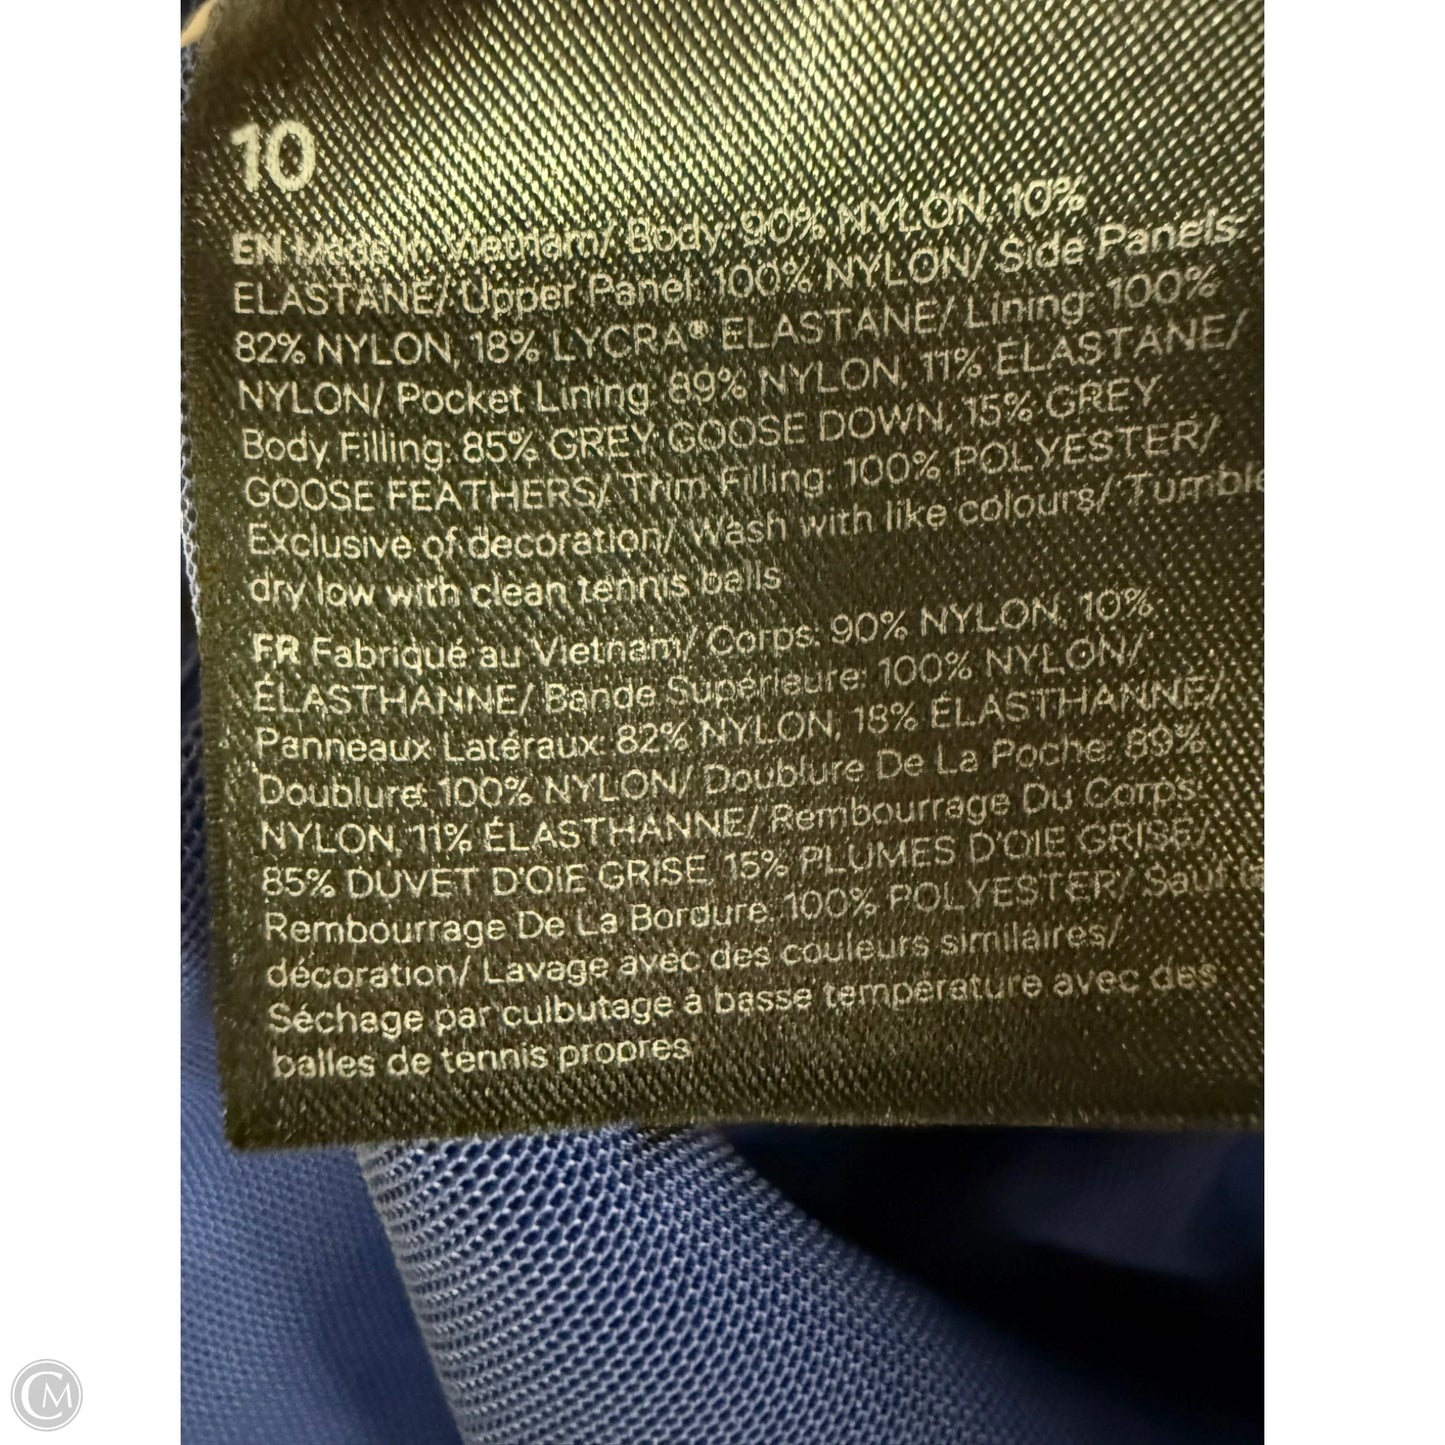 10
EN Made in Vietnam/ Body: 90% NYLON, 10%
ELASTANE/ Upper Panel: 100% NYLON/ Side Panels:
82% NYLON, 18% LYCRA® ELASTANE/ Lining: 100%
NYLON/ Pocket Lining: 89% NYLON, 11% ELASTANE/
Body Filling: 85% GREY GOOSE DOWN, 15% GREY
GOOSE FEATHERS/ Trim Filling: 100% POLYESTER/
Exclusive of decoration/ Wash with like colours/ Tumble
dry low with clean tennis balls
FR Fabriqué au Vietnam/ Corps: 90% NYLON, 10%
ÉLASTHANNE/ Bande Supérieure: 100% NYLON/
Panneaux Latéraux: 82% NYLON, 18% ÉLASTHANNE/
Doublure: 100% NYLON/ Doublure De La Poche: 89%
NYLON, 11% ÉLASTHANNE/ Rembourrage Du Corps:
85% DUVET D'OIE GRISE, 15% PLUMES D'OIE GRISE/
Rembourrage De La Bordure: 100% POLYESTER/ Sauf la
décoration/ Lavage avec des couleurs similaires/
Séchage par culbutage à basse température avec des
balles de tennis propres
CM